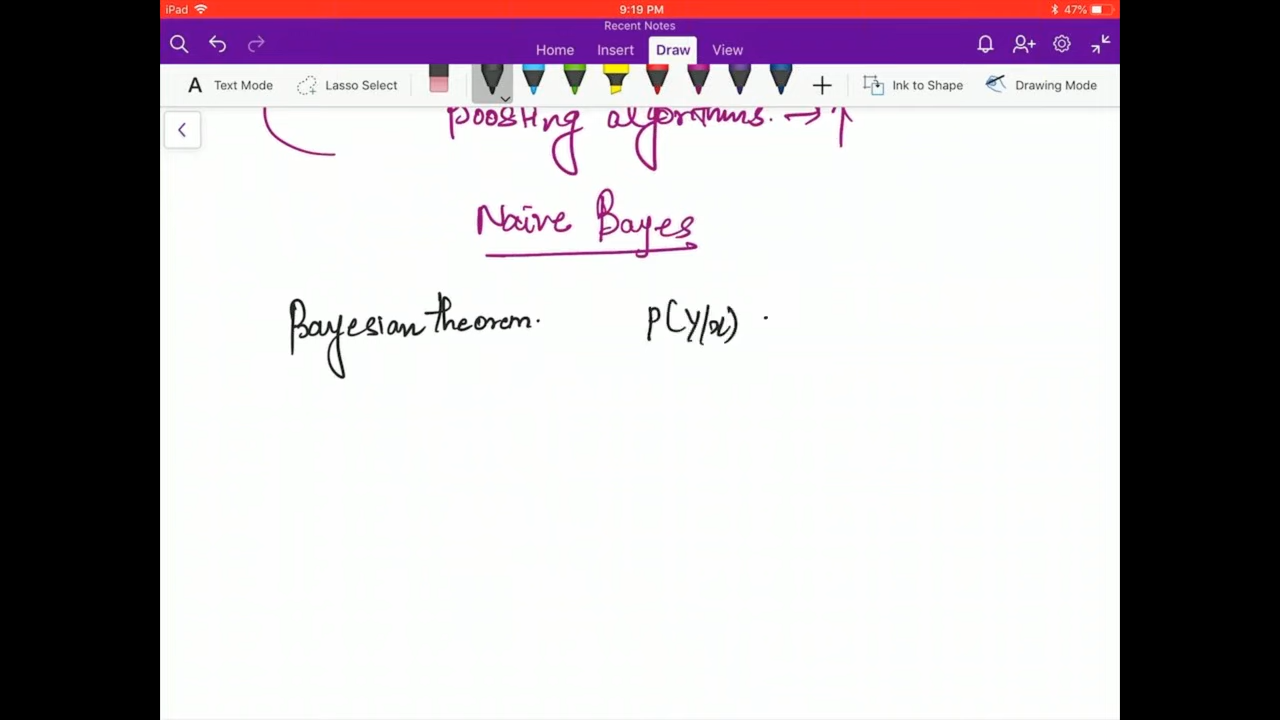 iPad 9:19 PM 47%
Recent Notes
Home Insert Draw View
A Text Mode Lasso Select Ink to Shape Drawing Mode
boosting algorithms. →↑
Naive Bayes
Bayesian theorem. P(Y/x) .